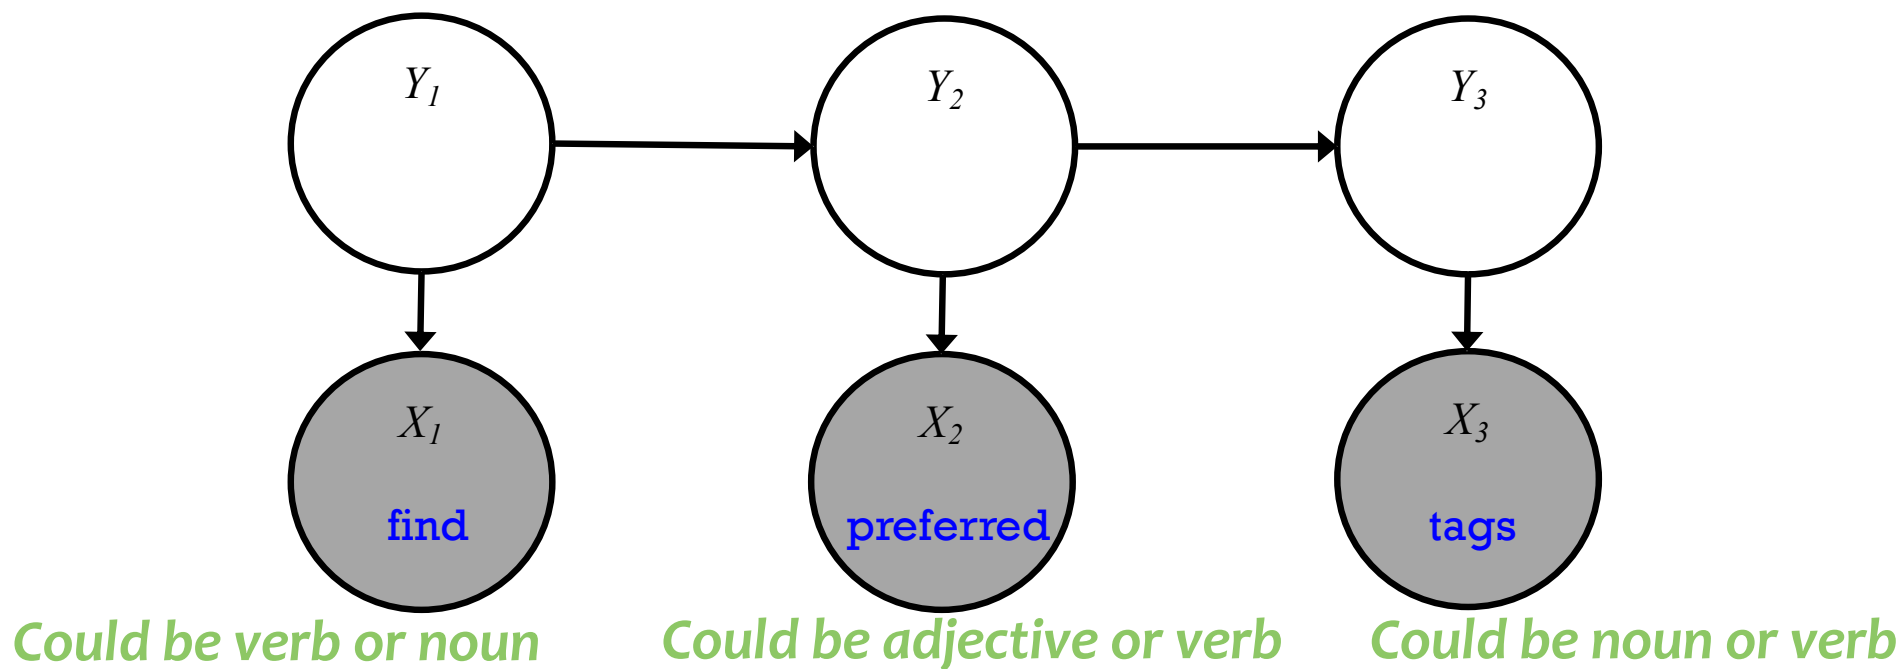 Y1 Y2 Y3
X1 X2 X3
find preferred tags
Could be verb or noun Could be adjective or verb Could be noun or verb